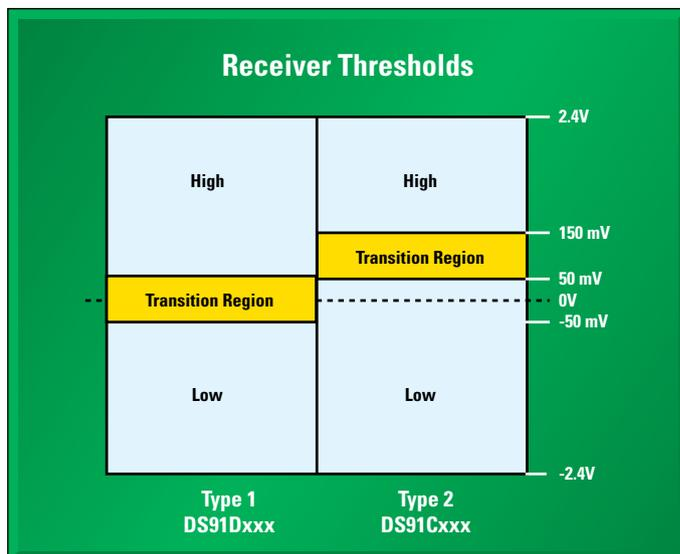 Receiver Thresholds
2.4V
High
High
150 mV
Transition Region
50 mV
Transition Region
0V
-50 mV
Low
Low
-2.4V
Type 1
DS91Dxxx
Type 2
DS91Cxxx